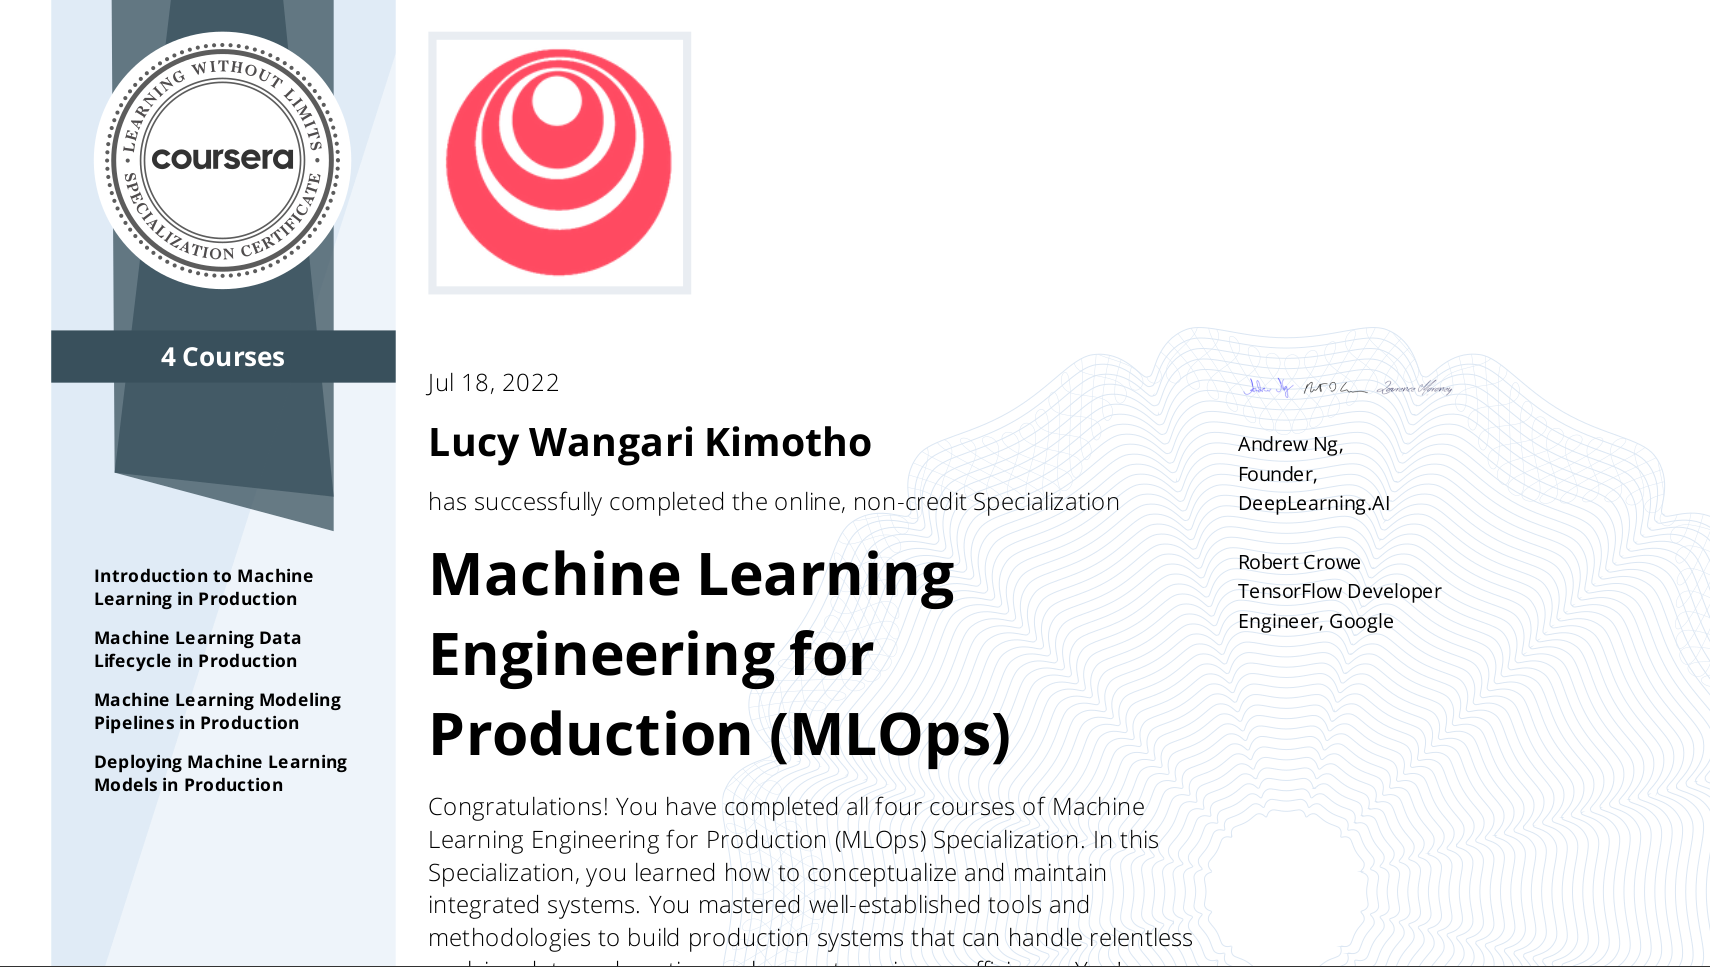 LEARNING WITHOUT LIMITS
coursera
SPECIALIZATION CERTIFICATE
4 Courses
Introduction to Machine
Learning in Production
Machine Learning Data
Lifecycle in Production
Machine Learning Modeling
Pipelines in Production
Deploying Machine Learning
Models in Production
Jul 18, 2022
Lucy Wangari Kimotho
has successfully completed the online, non-credit Specialization
Machine Learning
Engineering for
Production (MLOps)
Congratulations! You have completed all four courses of Machine
Learning Engineering for Production (MLOps) Specialization. In this
Specialization, you learned how to conceptualize and maintain
integrated systems. You mastered well-established tools and
methodologies to build production systems that can handle relentless
Andrew Ng,
Founder,
DeepLearning.AI
Robert Crowe
TensorFlow Developer
Engineer, Google